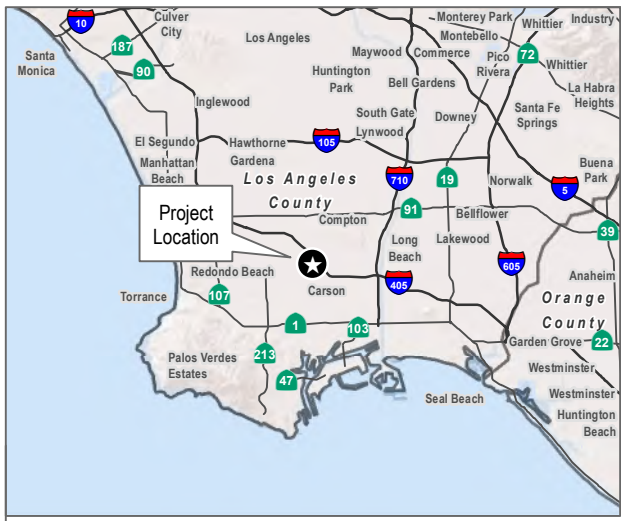 10
Culver
City
Los Angeles
Monterey Park
Whittier
Industry
Montebello
187
Santa
Monica
90
Maywood
Commerce
Pico
Rivera
72
Whittier
Huntington
Park
Bell Gardens
La Habra
Heights
Inglewood
South Gate
Downey
Santa Fe
Springs
Lynwood
El Segundo
Hawthorne
105
Gardena
Manhattan
Beach
Buena
Park
Los Angeles
County
710
19
Norwalk
5
Project
Location
Compton
91
Bellflower
39
Long
Beach
Lakewood
605
Redondo Beach
Anaheim
Torrance
107
Carson
405
Orange
County
1
103
22
Garden Grove
213
Palos Verdes
Estates
47
Westminster
Seal Beach
Westminster
Huntington
Beach